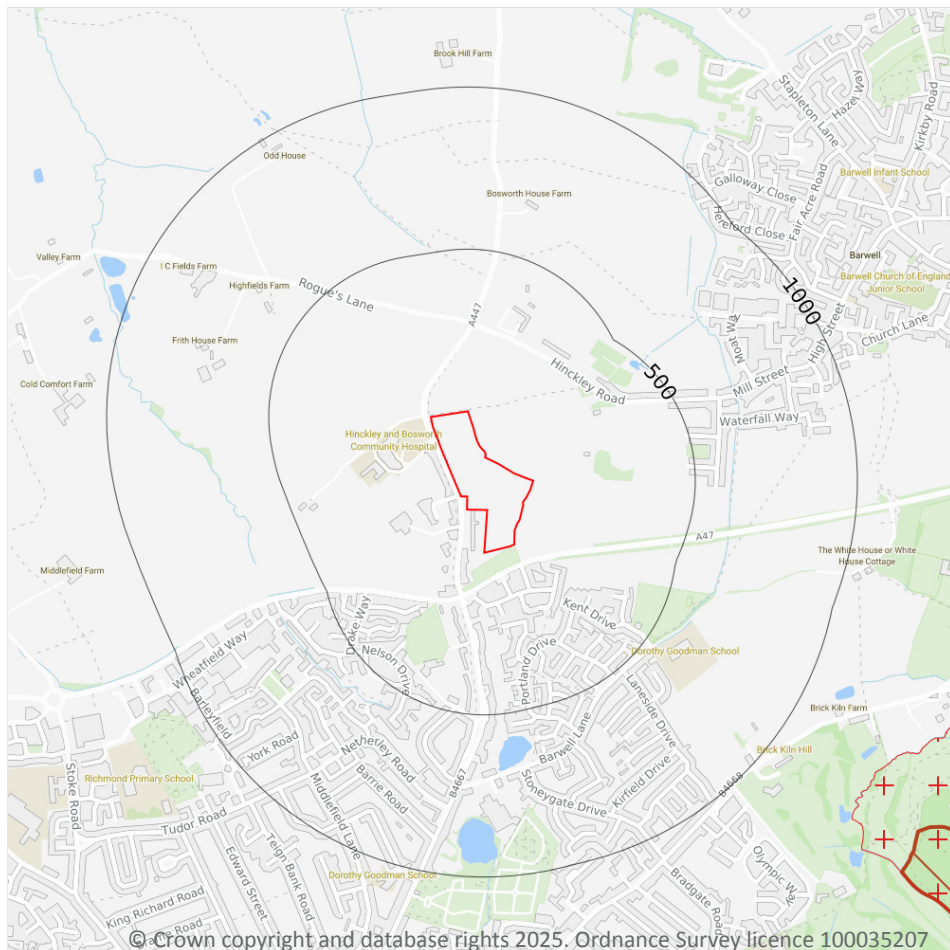 Brook Hill Farm
Stapleton Lane
Hazel Way
Kirkby Road
Odd House
Barwell Infant School
Galloway Close
Fair Acre Road
Bosworth House Farm
Hereford Close
Valley Farm
Barwell
I C Fields Farm
Barwell Church of England
Junior School
Highfields Farm
Rogue's Lane
1000
A447
Moat Way
High Street
Church Lane
Frith House Farm
500
Hinckley Road
Mill Street
Cold Comfort Farm
Waterfall Way
Hinckley and Bosworth
Community Hospital
A47
The White House or White
House Cottage
Middlefield Farm
Drake Way
Kent Drive
Wheatfield Way
Nelson Drive
Portland Drive
Dorothy Goodman School
Laneside Drive
Barleyfield
Brick Kiln Farm
York Road
Netherley Road
Barwell Lane
Brick Kiln Hill
Stoke Road
Richmond Primary School
Barrie Road
B4667
Stoneygate Drive
Kirfield Drive
B4668
Middlefield Lane
Tudor Road
Teign Bank Road
Edward Street
Dorothy Goodman School
Bradgate Road
Olympic Way
King Richard Road
© Crown copyright and database rights 2025. Ordnance Survey licence 100035207